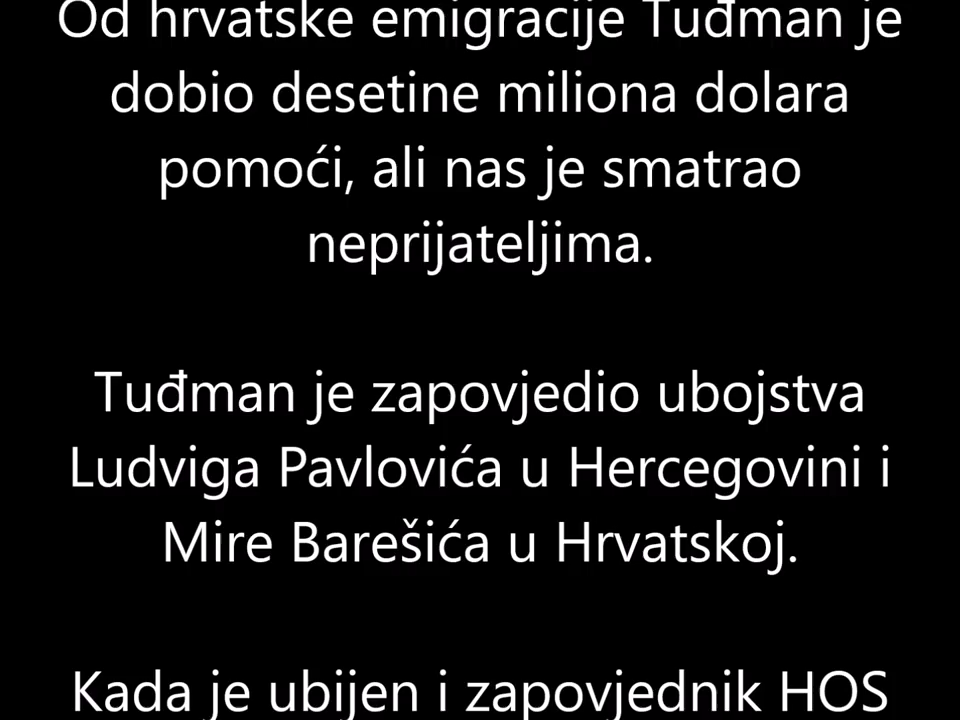 Od hrvatske emigracije Tuđman je
dobio desetine miliona dolara
pomoći, ali nas je smatrao
neprijateljima.
Tuđman je zapovjedio ubojstva
Ludviga Pavlovića u Hercegovini i
Mire Barešića u Hrvatskoj.
Kada je ubijen i zapovjednik HOS